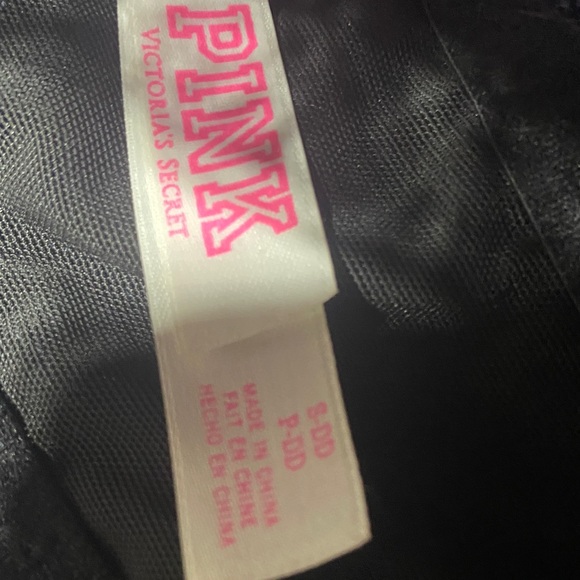 PINK
VICTORIA'S SECRET
S-DD
P-DD
MADE IN CHINA
FAIT EN CHINE
HECHO EN CHINA